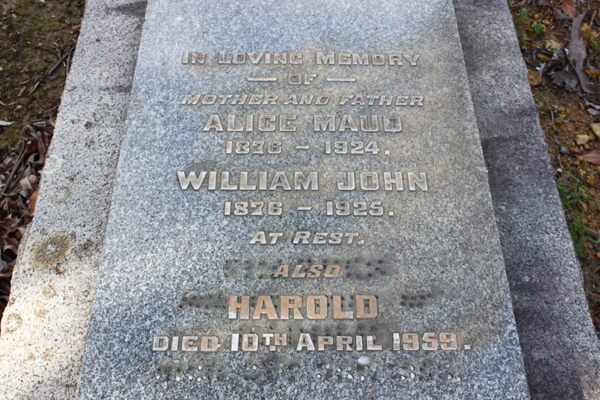 In Loving Memory
— of —
Mother and Father
Alice Maud
1876 – 1924.
William John
1876 – 1925.
At Rest.
Also
Harold
Died 10th April 1959.